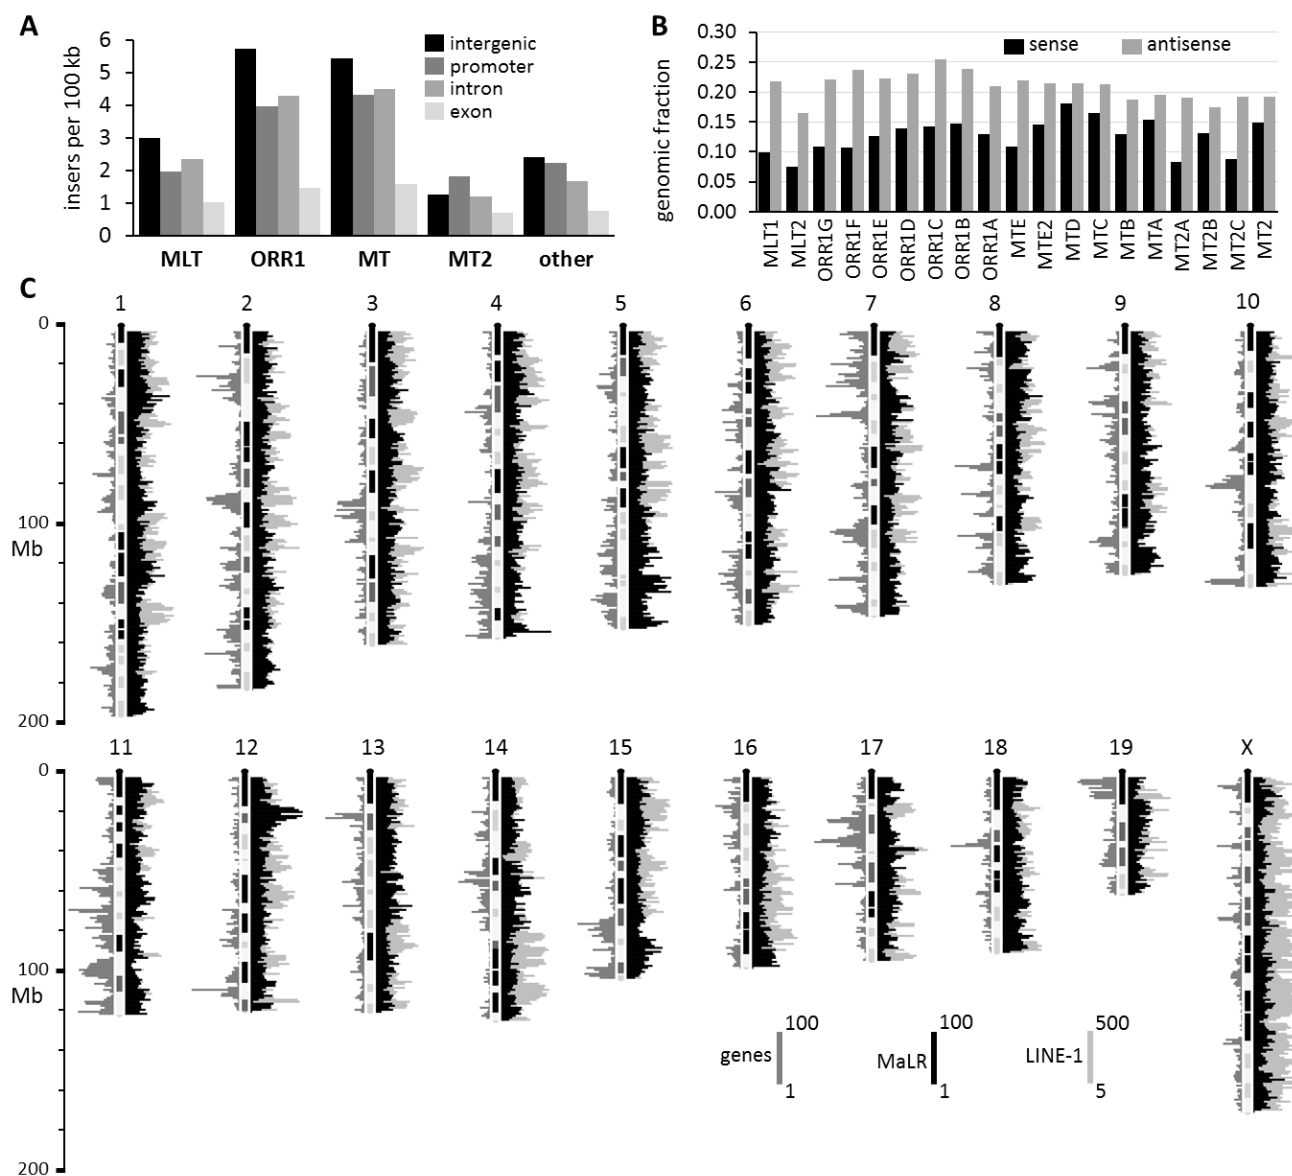 A
inserts per 100 kb
6
5
4
3
2
1
0
intergenic
promoter
intron
exon
MLT ORR1 MT MT2 other
B
genomic fraction
0.30
0.25
0.20
0.15
0.10
0.05
0.00
sense antisense
MLT1 MLT2 ORR1G ORR1F ORR1E ORR1D ORR1C ORR1B ORR1A MTE MTE2 MTD MTC MTB MTA MT2A MT2B MT2C MT2
C
1 2 3 4 5 6 7 8 9 10
0
100
Mb
200
11 12 13 14 15 16 17 18 19 X
0
100
Mb
200
genes 100 1
MaLR 100 1
LINE-1 500 5